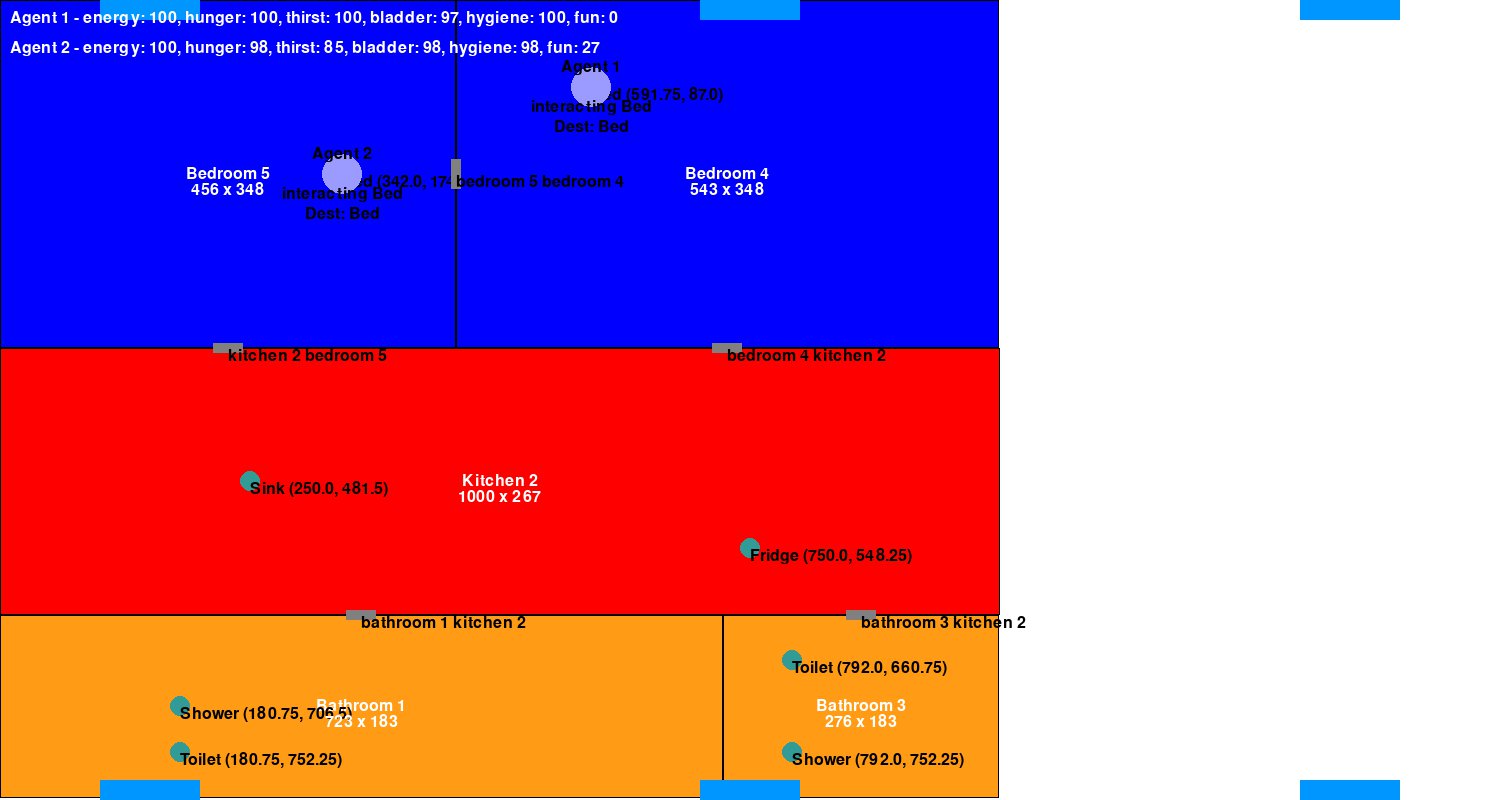 Agent 1 - energy: 100, hunger: 100, thirst: 100, bladder: 97, hygiene: 100, fun: 0
Agent 2 - energy: 100, hunger: 98, thirst: 85, bladder: 98, hygiene: 98, fun: 27
Agent 1
d (591.75, 87.0)
interacting Bed
Dest: Bed
Agent 2
Bedroom 5
456 x 348
d (342.0, 174
interacting Bed
Dest: Bed
bedroom 5 bedroom 4
Bedroom 4
543 x 348
kitchen 2 bedroom 5
bedroom 4 kitchen 2
Sink (250.0, 481.5)
Kitchen 2
1000 x 267
Fridge (750.0, 548.25)
bathroom 1 kitchen 2
bathroom 3 kitchen 2
Toilet (792.0, 660.75)
Shower (180.75, 706.5)
Bathroom 1
723 x 183
Bathroom 3
276 x 183
Toilet (180.75, 752.25)
Shower (792.0, 752.25)